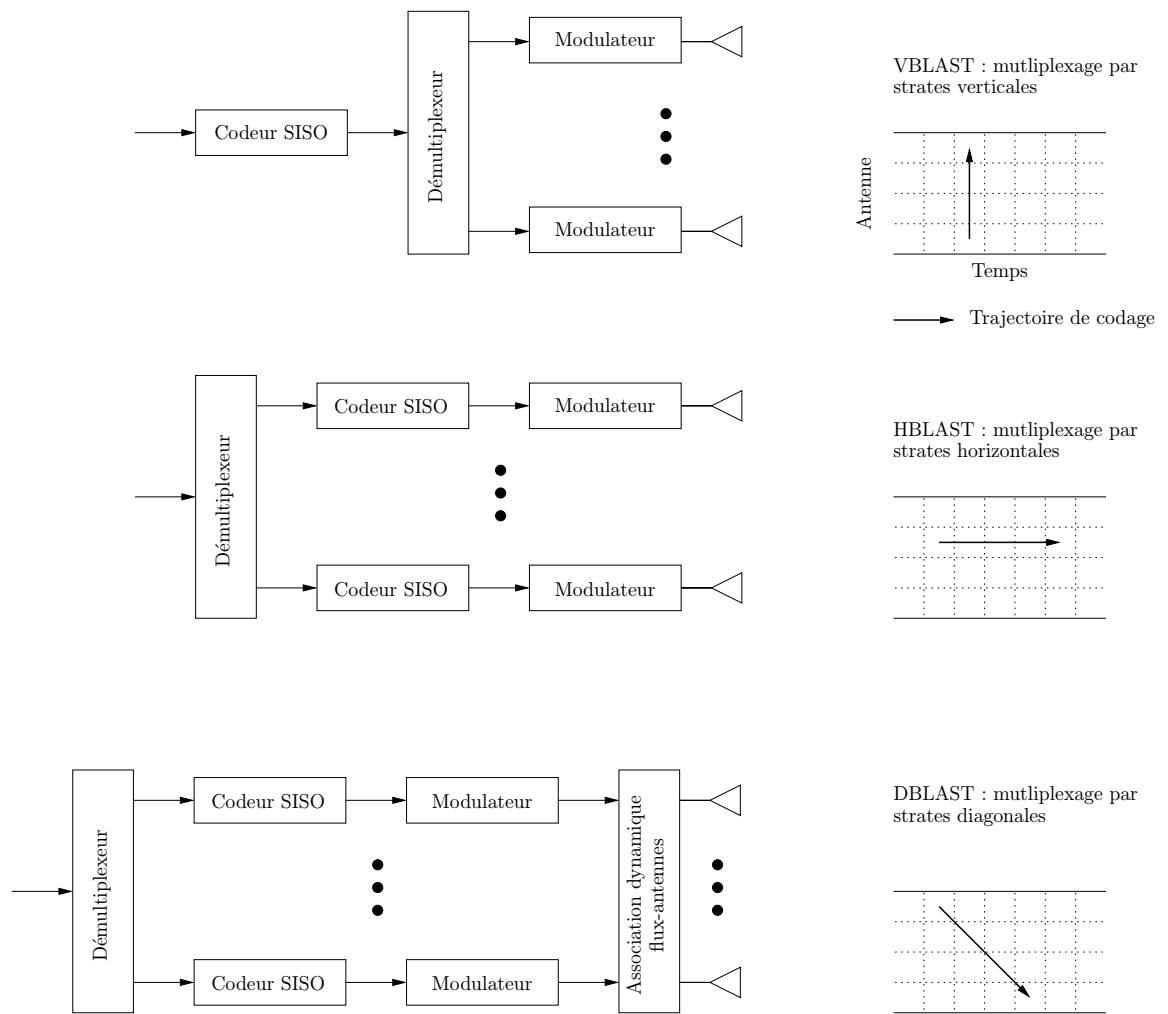 Modulateur
VBLAST : mutliplexage par
strates verticales
Codeur SISO
Démultiplexeur
Antenne
Modulateur
Temps
Trajectoire de codage
Démultiplexeur
Codeur SISO
Modulateur
HBLAST : mutliplexage par
strates horizontales
Codeur SISO
Modulateur
Démultiplexeur
Codeur SISO
Modulateur
Association dynamique
flux-antennes
DBLAST : mutliplexage par
strates diagonales
Codeur SISO
Modulateur